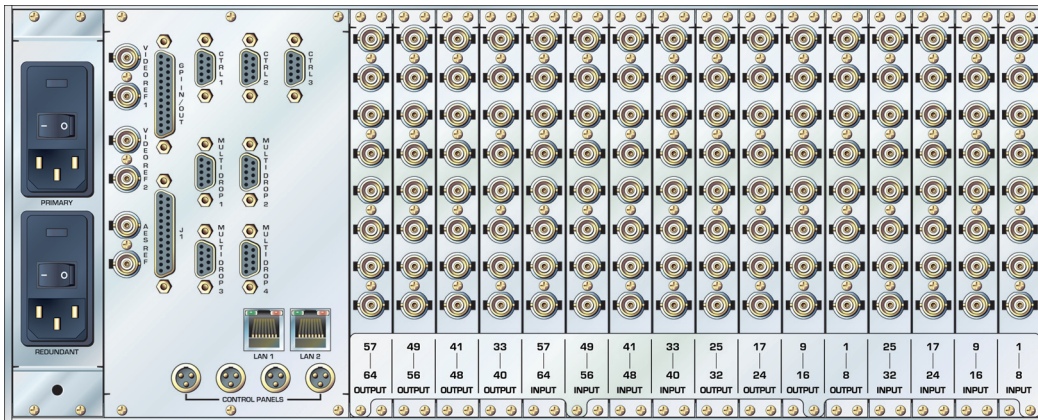 PRIMARY
REDUNDANT
VIDEO REF 1
VIDEO REF 2
AES REF
GPI IN/OUT
J1
CTRL 1
CTRL 2
CTRL 3
MULTIDROP 1
MULTIDROP 2
MULTIDROP 3
MULTIDROP 4
LAN 1
LAN 2
CONTROL PANELS
57 — 64 OUTPUT
49 — 56 OUTPUT
41 — 48 OUTPUT
33 — 40 OUTPUT
57 — 64 INPUT
49 — 56 INPUT
41 — 48 INPUT
33 — 40 INPUT
25 — 32 OUTPUT
17 — 24 OUTPUT
9 — 16 OUTPUT
1 — 8 OUTPUT
25 — 32 INPUT
17 — 24 INPUT
9 — 16 INPUT
1 — 8 INPUT